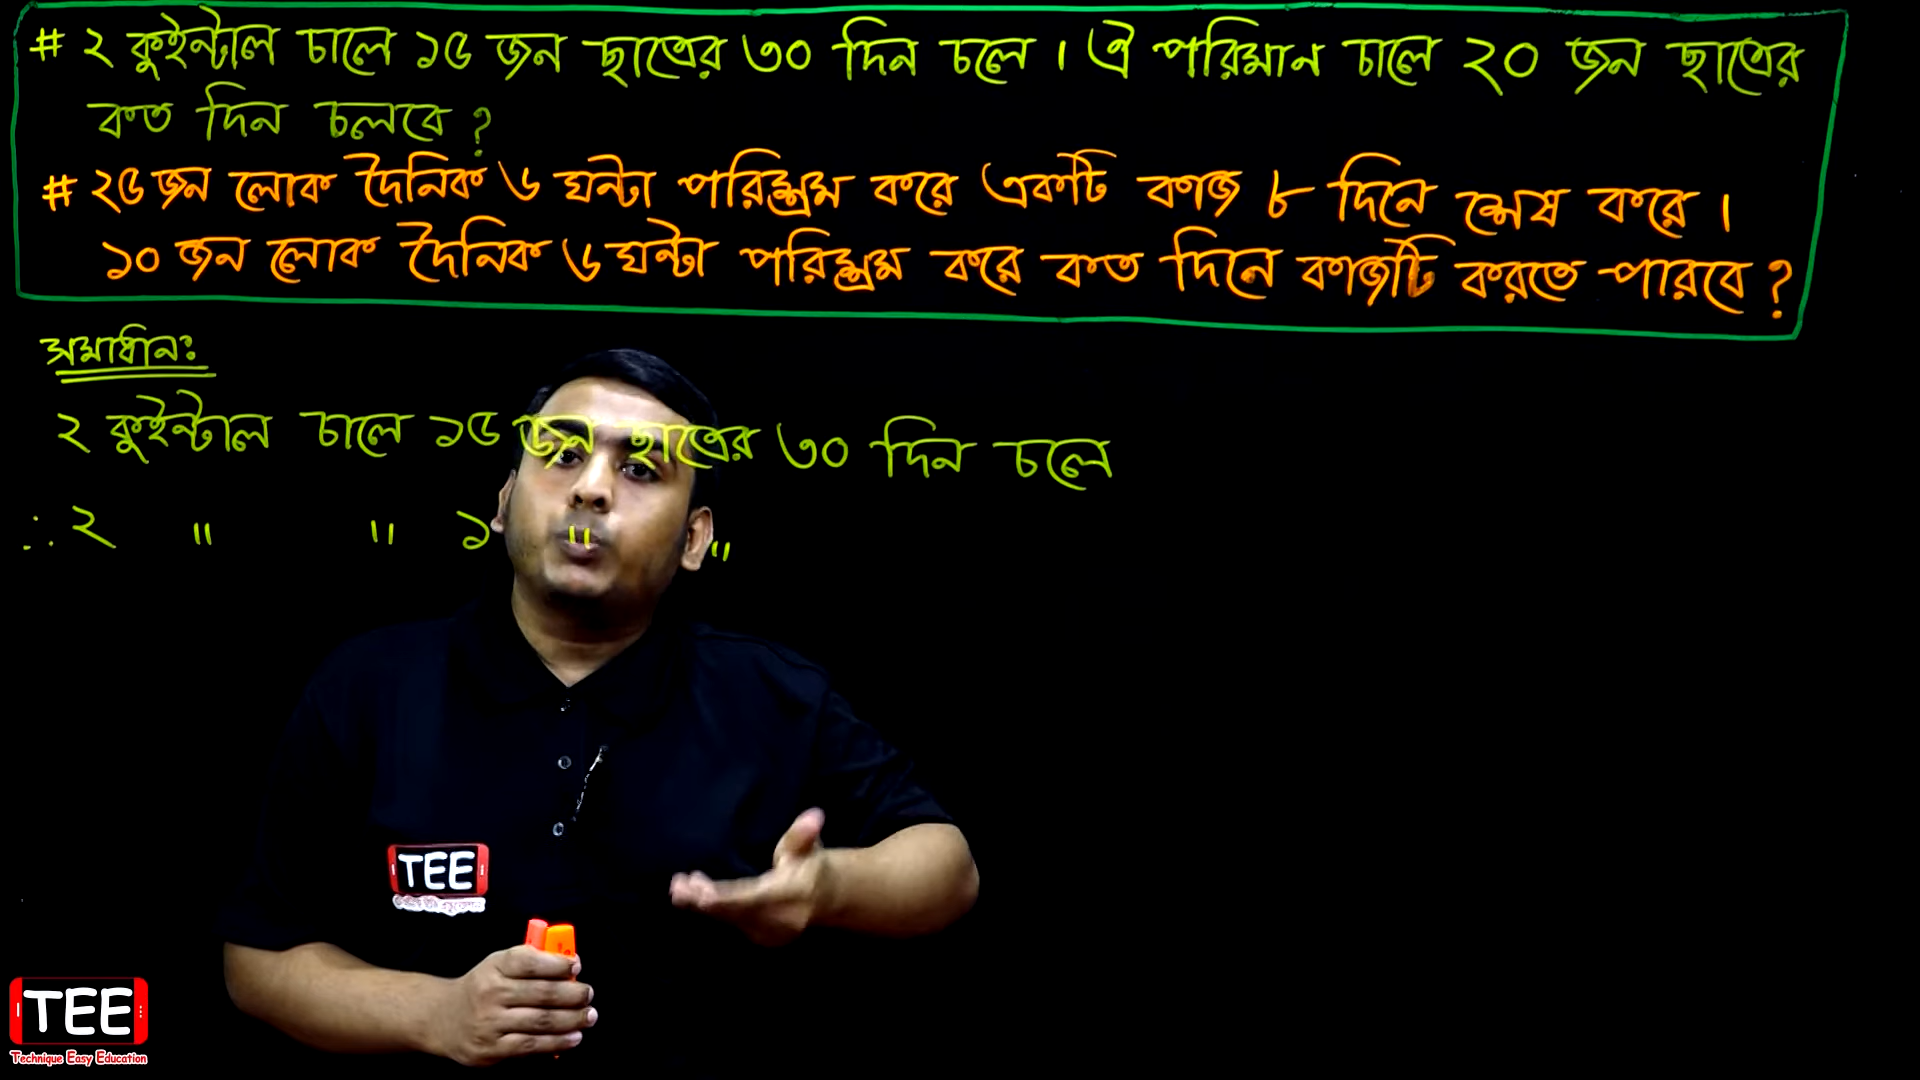 # ২ কুইন্টাল চালে ১৫ জন ছাত্রের ৩০ দিন চলে। ঐ পরিমান চালে ২০ জন ছাত্রের
কত দিন চলবে?
# ২৫ জন লোক দৈনিক ৬ ঘন্টা পরিশ্রম করে একটি কাজ ৮ দিনে শেষ করে।
১০ জন লোক দৈনিক ৬ ঘন্টা পরিশ্রম করে কত দিনে কাজটি করতে পারবে?
সমাধান:
২ কুইন্টাল চালে ১৫ জন ছাত্রের ৩০ দিন চলে
∴ ২ " " ১ " "
TEE
TEE
Technique Easy Education